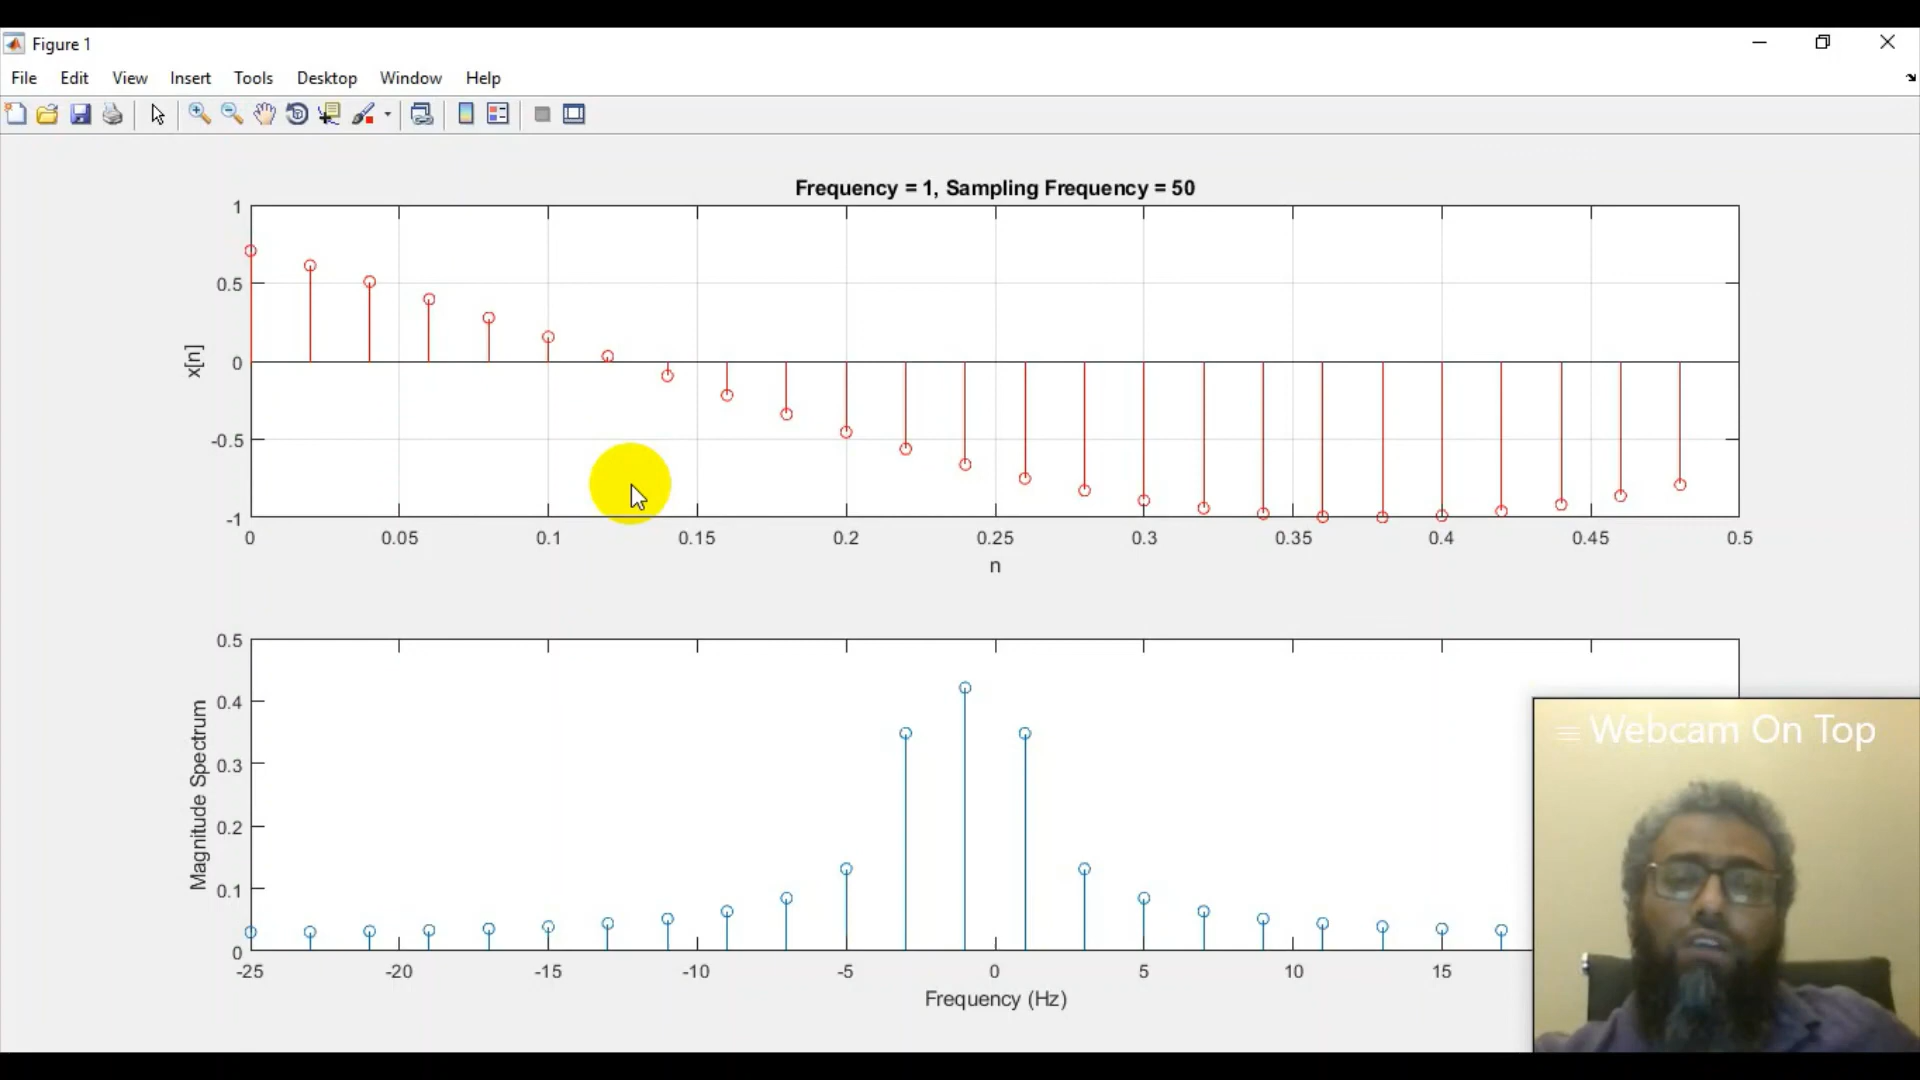 Figure 1
File Edit View Insert Tools Desktop Window Help
Frequency = 1, Sampling Frequency = 50
1
0.5
0
-0.5
-1
x[n]
0 0.05 0.1 0.15 0.2 0.25 0.3 0.35 0.4 0.45 0.5
n
0.5
0.4
0.3
0.2
0.1
0
Magnitude Spectrum
-25 -20 -15 -10 -5 0 5 10 15
Frequency (Hz)
Webcam On Top